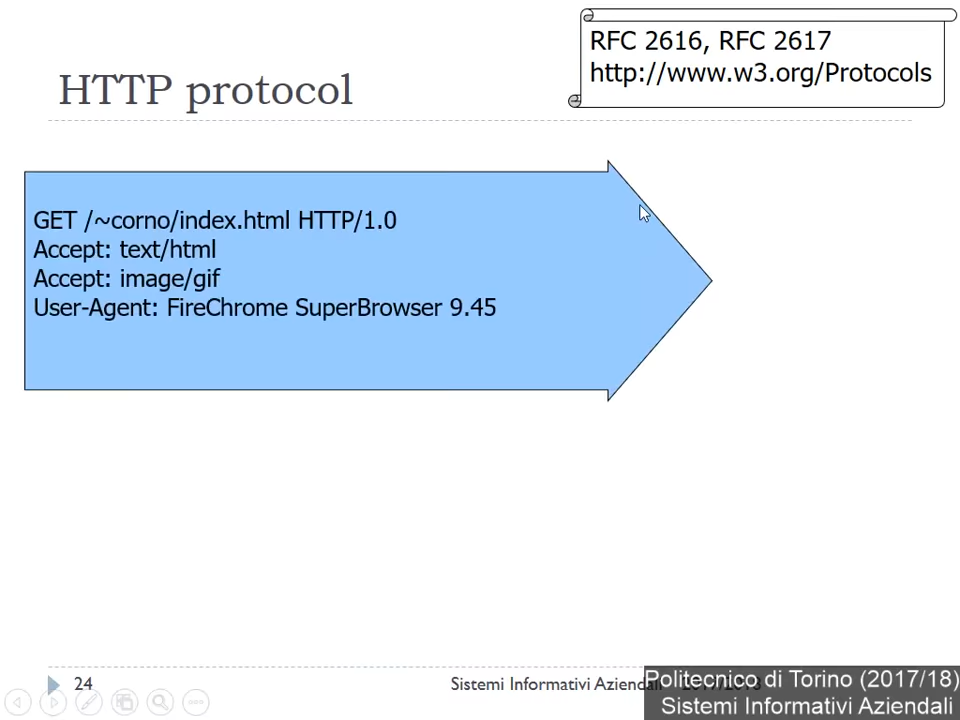 RFC 2616, RFC 2617
http://www.w3.org/Protocols
HTTP protocol
GET /~corno/index.html HTTP/1.0
Accept: text/html
Accept: image/gif
User-Agent: FireChrome SuperBrowser 9.45
24
Sistemi Informativi Aziendali
Politecnico di Torino (2017/18)
Sistemi Informativi Aziendali